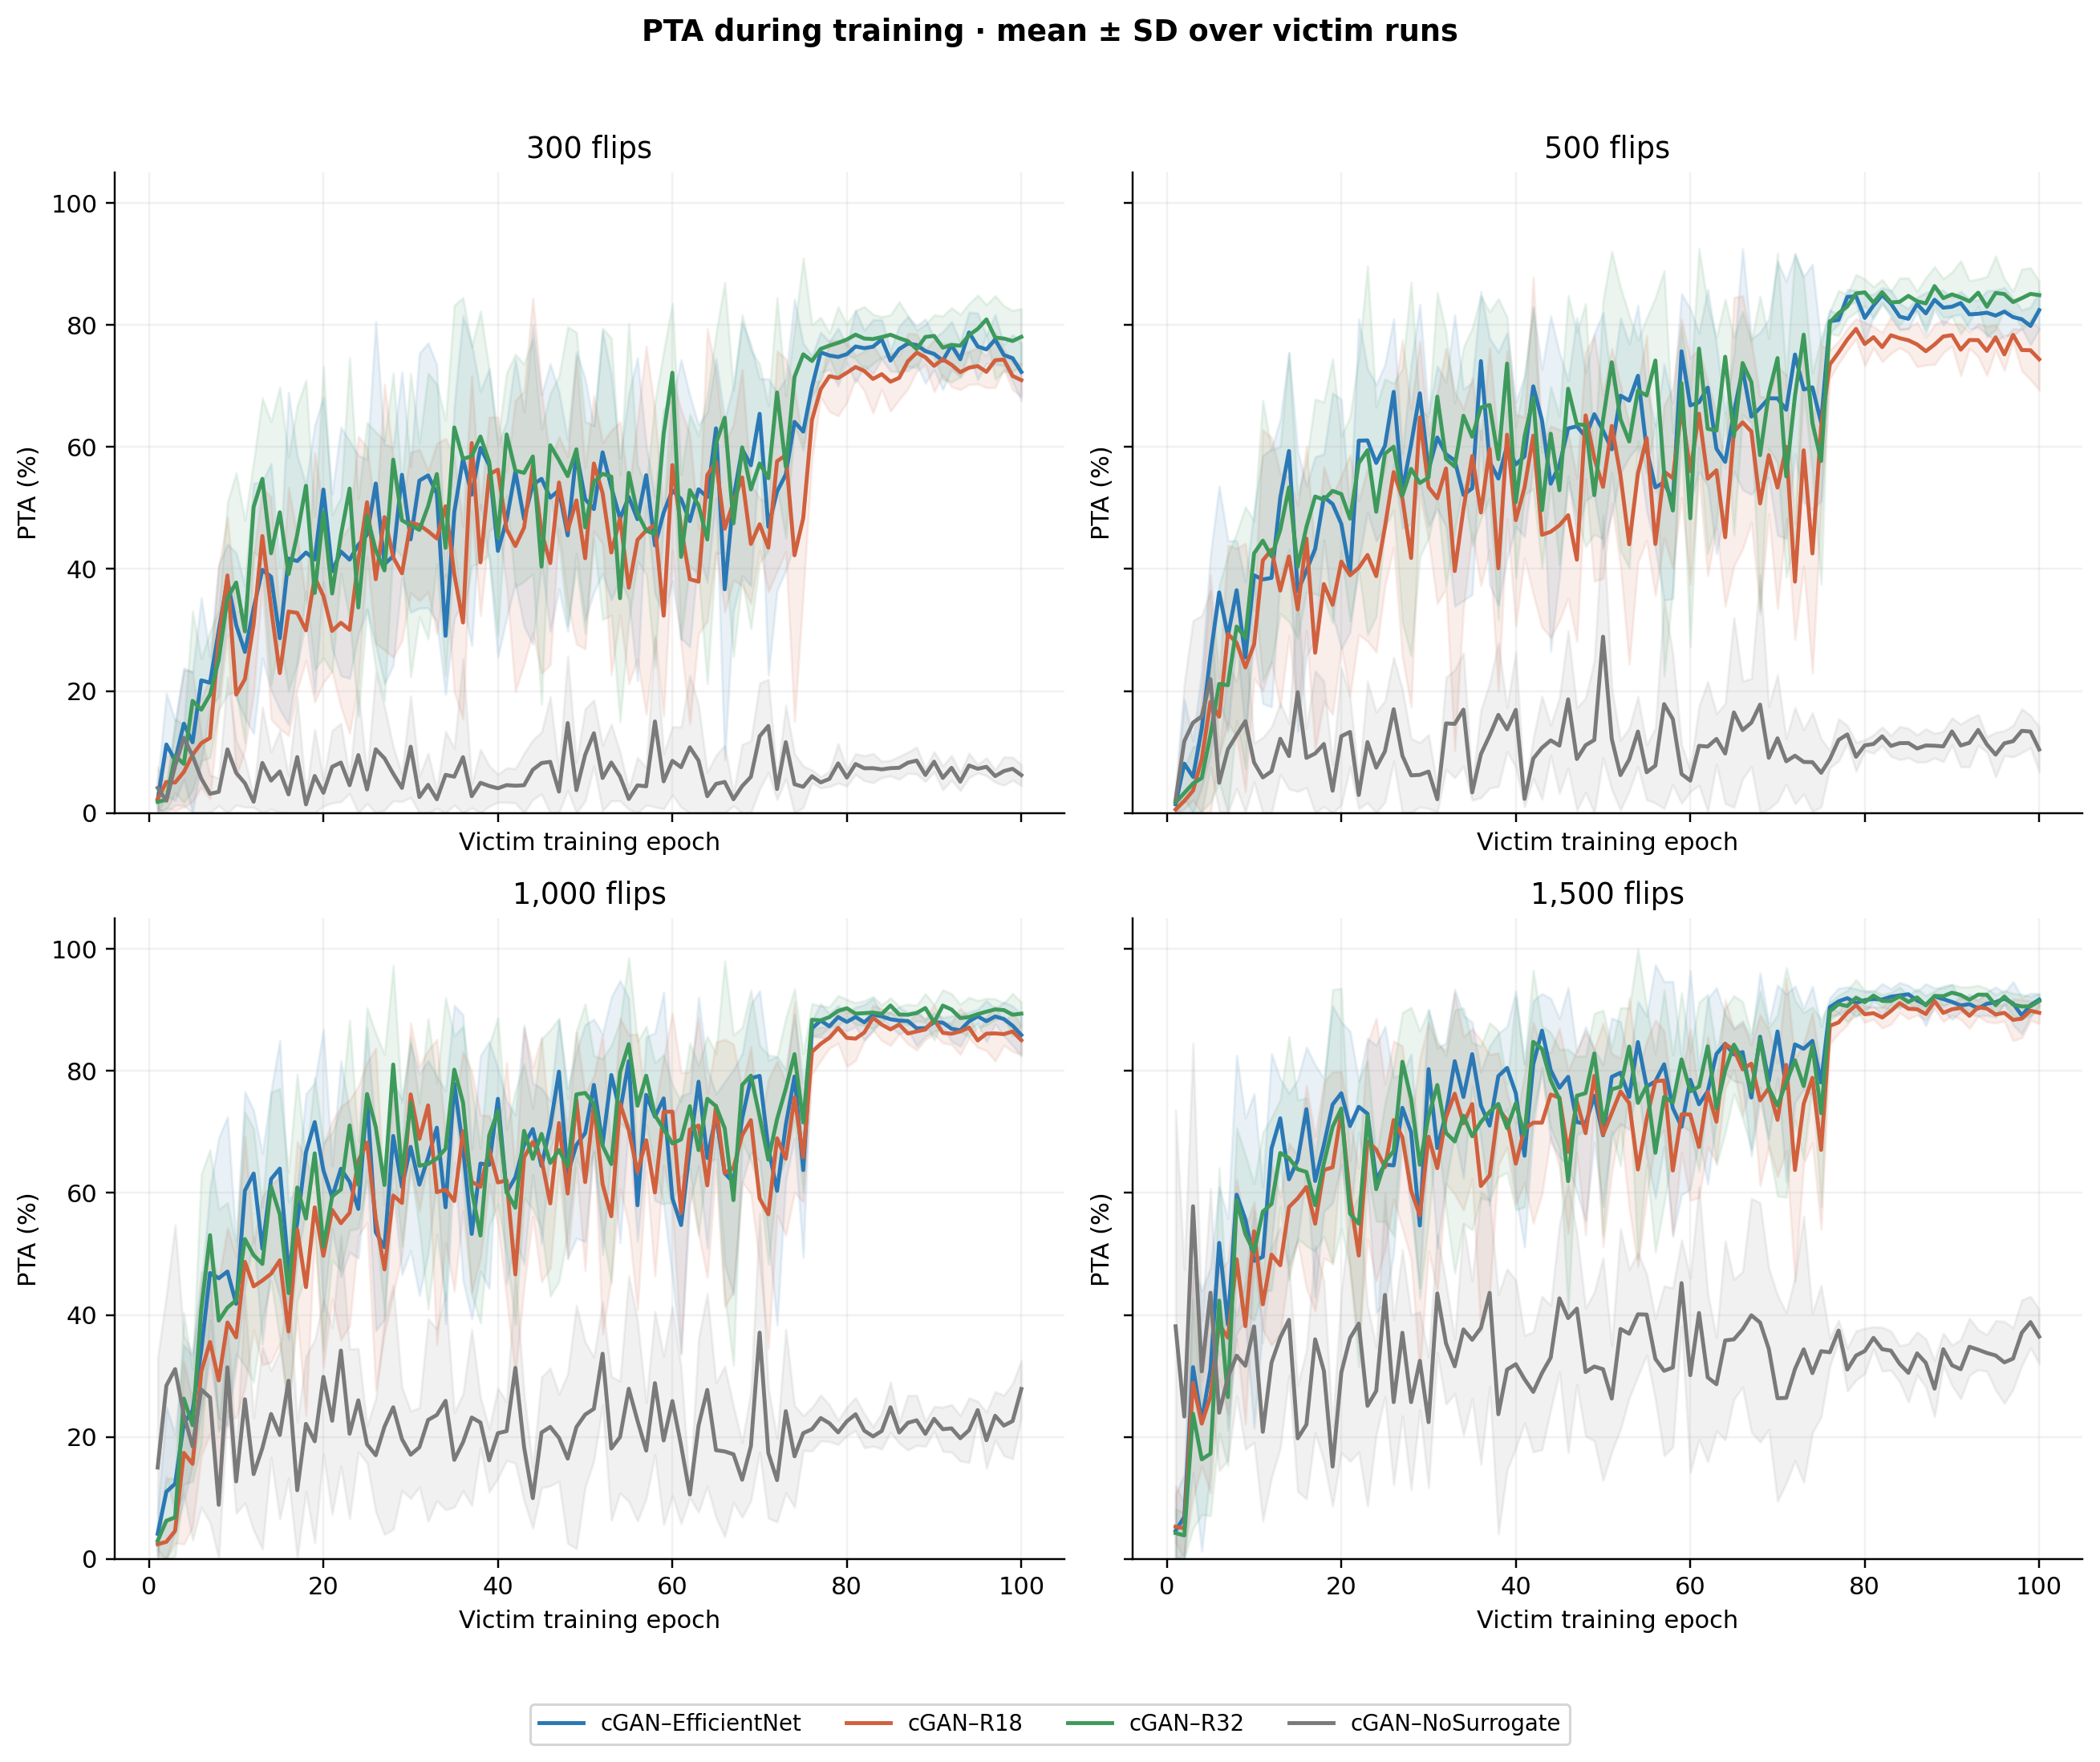 PTA during training · mean ± SD over victim runs
300 flips
500 flips
100
80
60
40
20
0
PTA (%)
PTA (%)
Victim training epoch
Victim training epoch
1,000 flips
1,500 flips
100
80
60
40
20
0
PTA (%)
PTA (%)
0 20 40 60 80 100
0 20 40 60 80 100
Victim training epoch
Victim training epoch
cGAN–EfficientNet cGAN–R18 cGAN–R32 cGAN–NoSurrogate